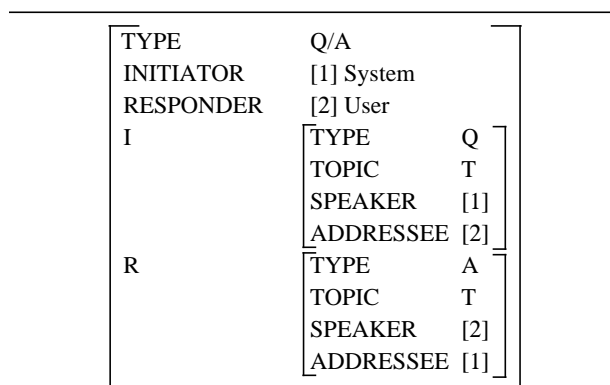 TYPE Q/A
INITIATOR [1] System
RESPONDER [2] User
I TYPE Q
TOPIC T
SPEAKER [1]
ADDRESSEE [2]
R TYPE A
TOPIC T
SPEAKER [2]
ADDRESSEE [1]